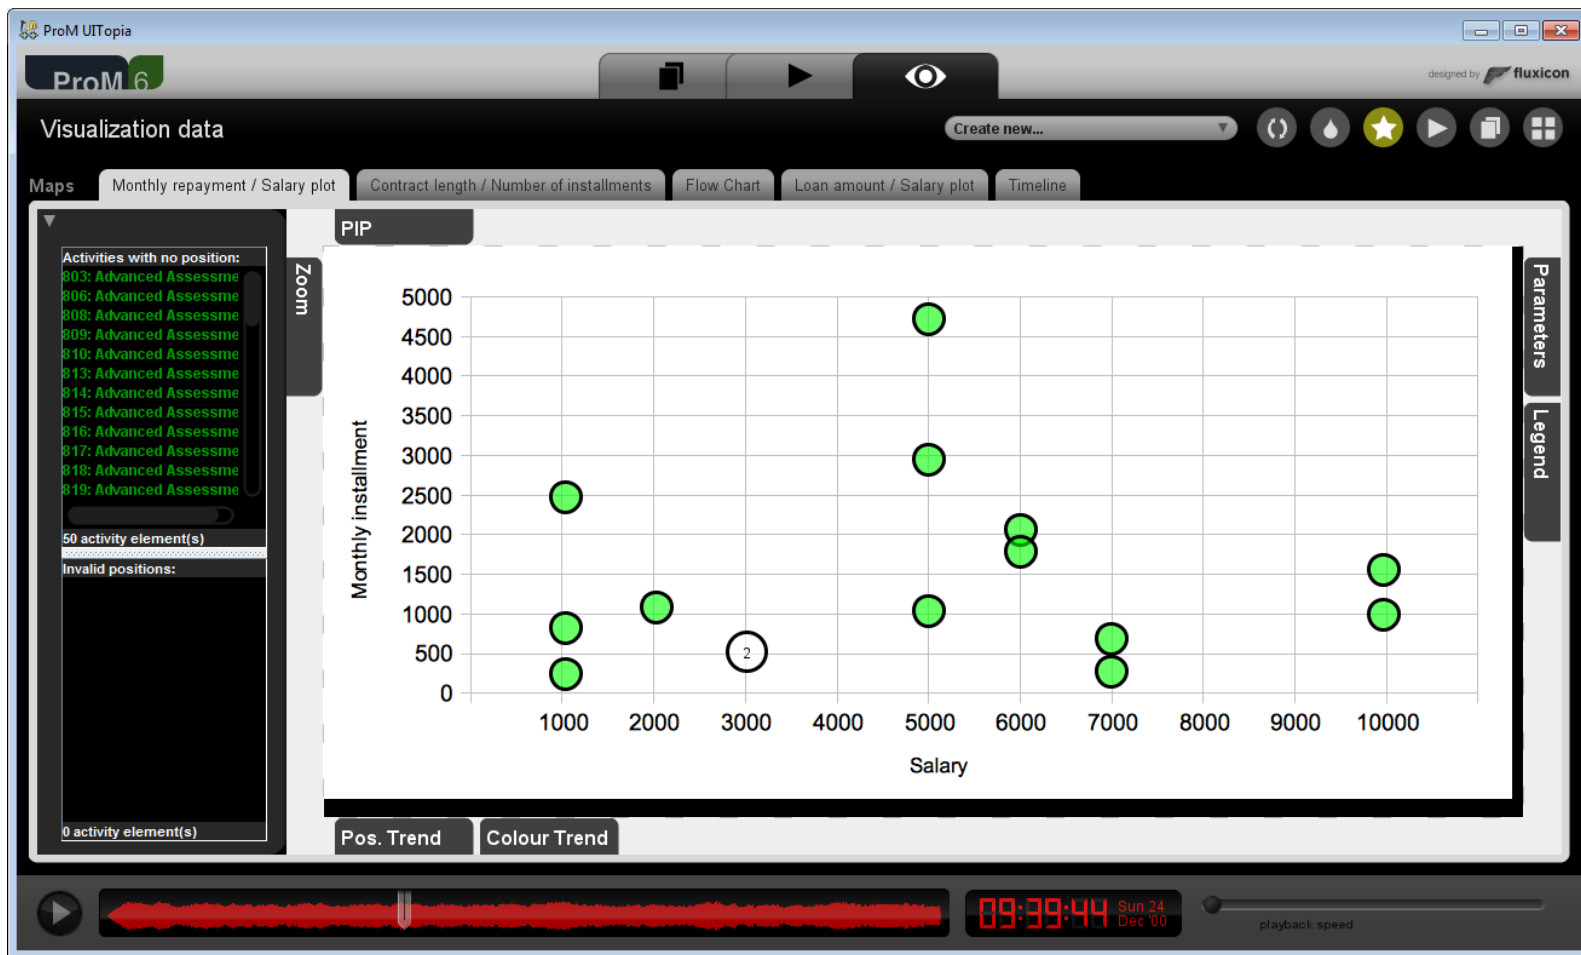 ProM UITopia
ProM 6
designed by fluxicon
Visualization data
Create new...
Maps
Monthly repayment / Salary plot
Contract length / Number of installments
Flow Chart
Loan amount / Salary plot
Timeline
Activities with no position:
803: Advanced Assessme
806: Advanced Assessme
808: Advanced Assessme
809: Advanced Assessme
810: Advanced Assessme
813: Advanced Assessme
814: Advanced Assessme
815: Advanced Assessme
816: Advanced Assessme
817: Advanced Assessme
818: Advanced Assessme
819: Advanced Assessme
50 activity element(s)
Invalid positions:
0 activity element(s)
Zoom
PIP
Monthly installment
5000
4500
4000
3500
3000
2500
2000
1500
1000
500
0
2
1000 2000 3000 4000 5000 6000 7000 8000 9000 10000
Salary
Parameters
Legend
Pos. Trend
Colour Trend
09:39:44
Sun 24
Dec '00
playback speed